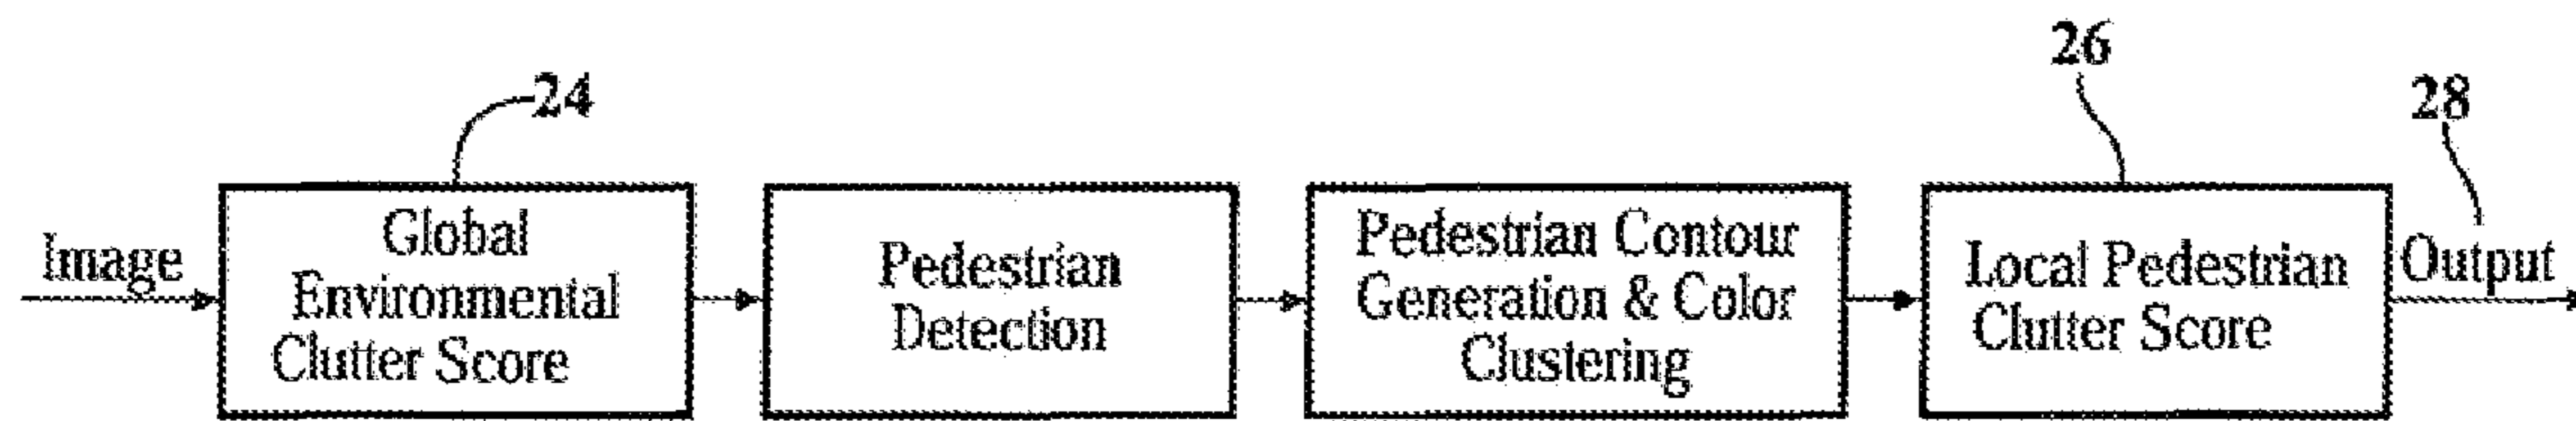 24
26
28
Image
Global
Environmental
Clutter Score
Pedestrian
Detection
Pedestrian Contour
Generation & Color
Clustering
Local Pedestrian
Clutter Score
Output